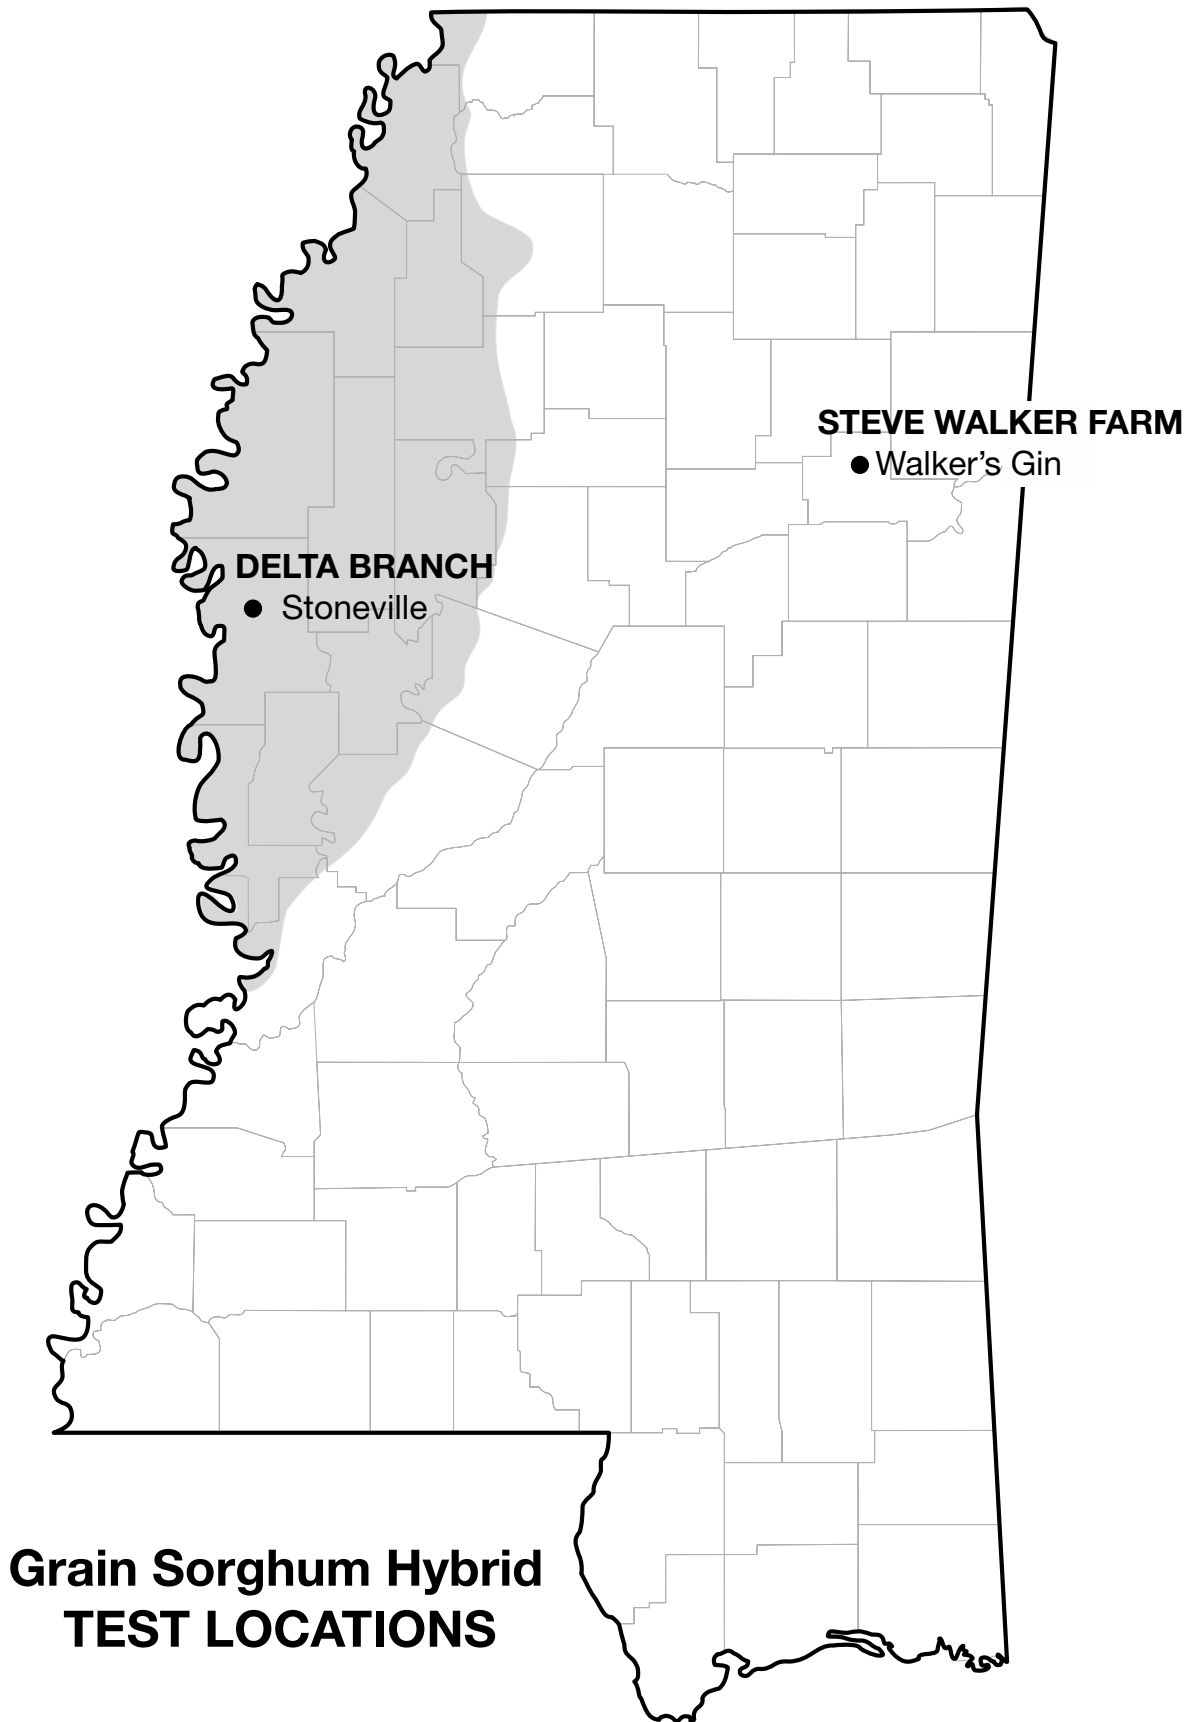 STEVE WALKER FARM
Walker's Gin
DELTA BRANCH
Stoneville
Grain Sorghum Hybrid
TEST LOCATIONS